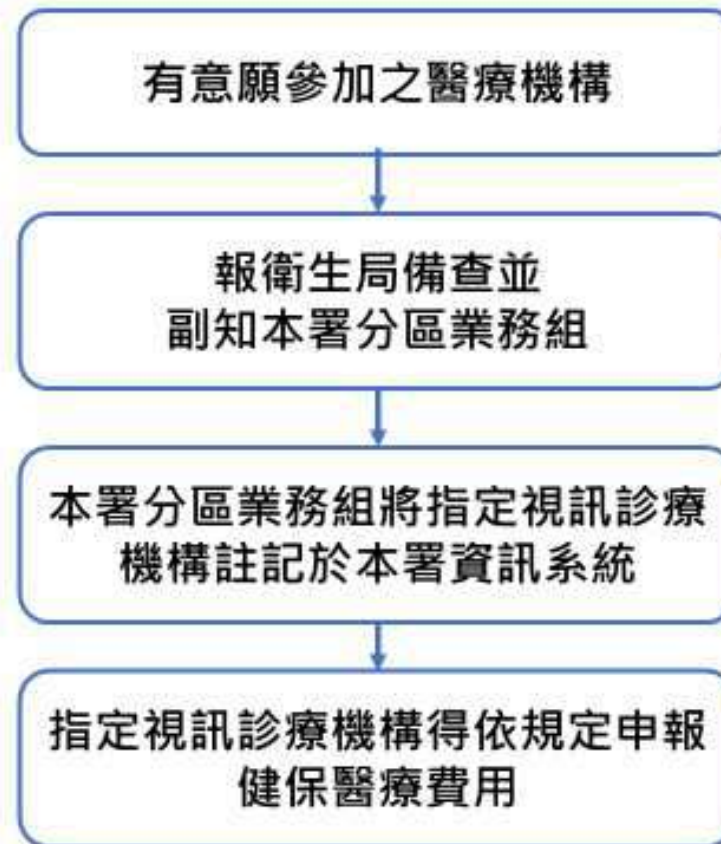 有意願參加之醫療機構
報衛生局備查並
副知本署分區業務組
本署分區業務組將指定視訊診療
機構註記於本署資訊系統
指定視訊診療機構得依規定申報
健保醫療費用